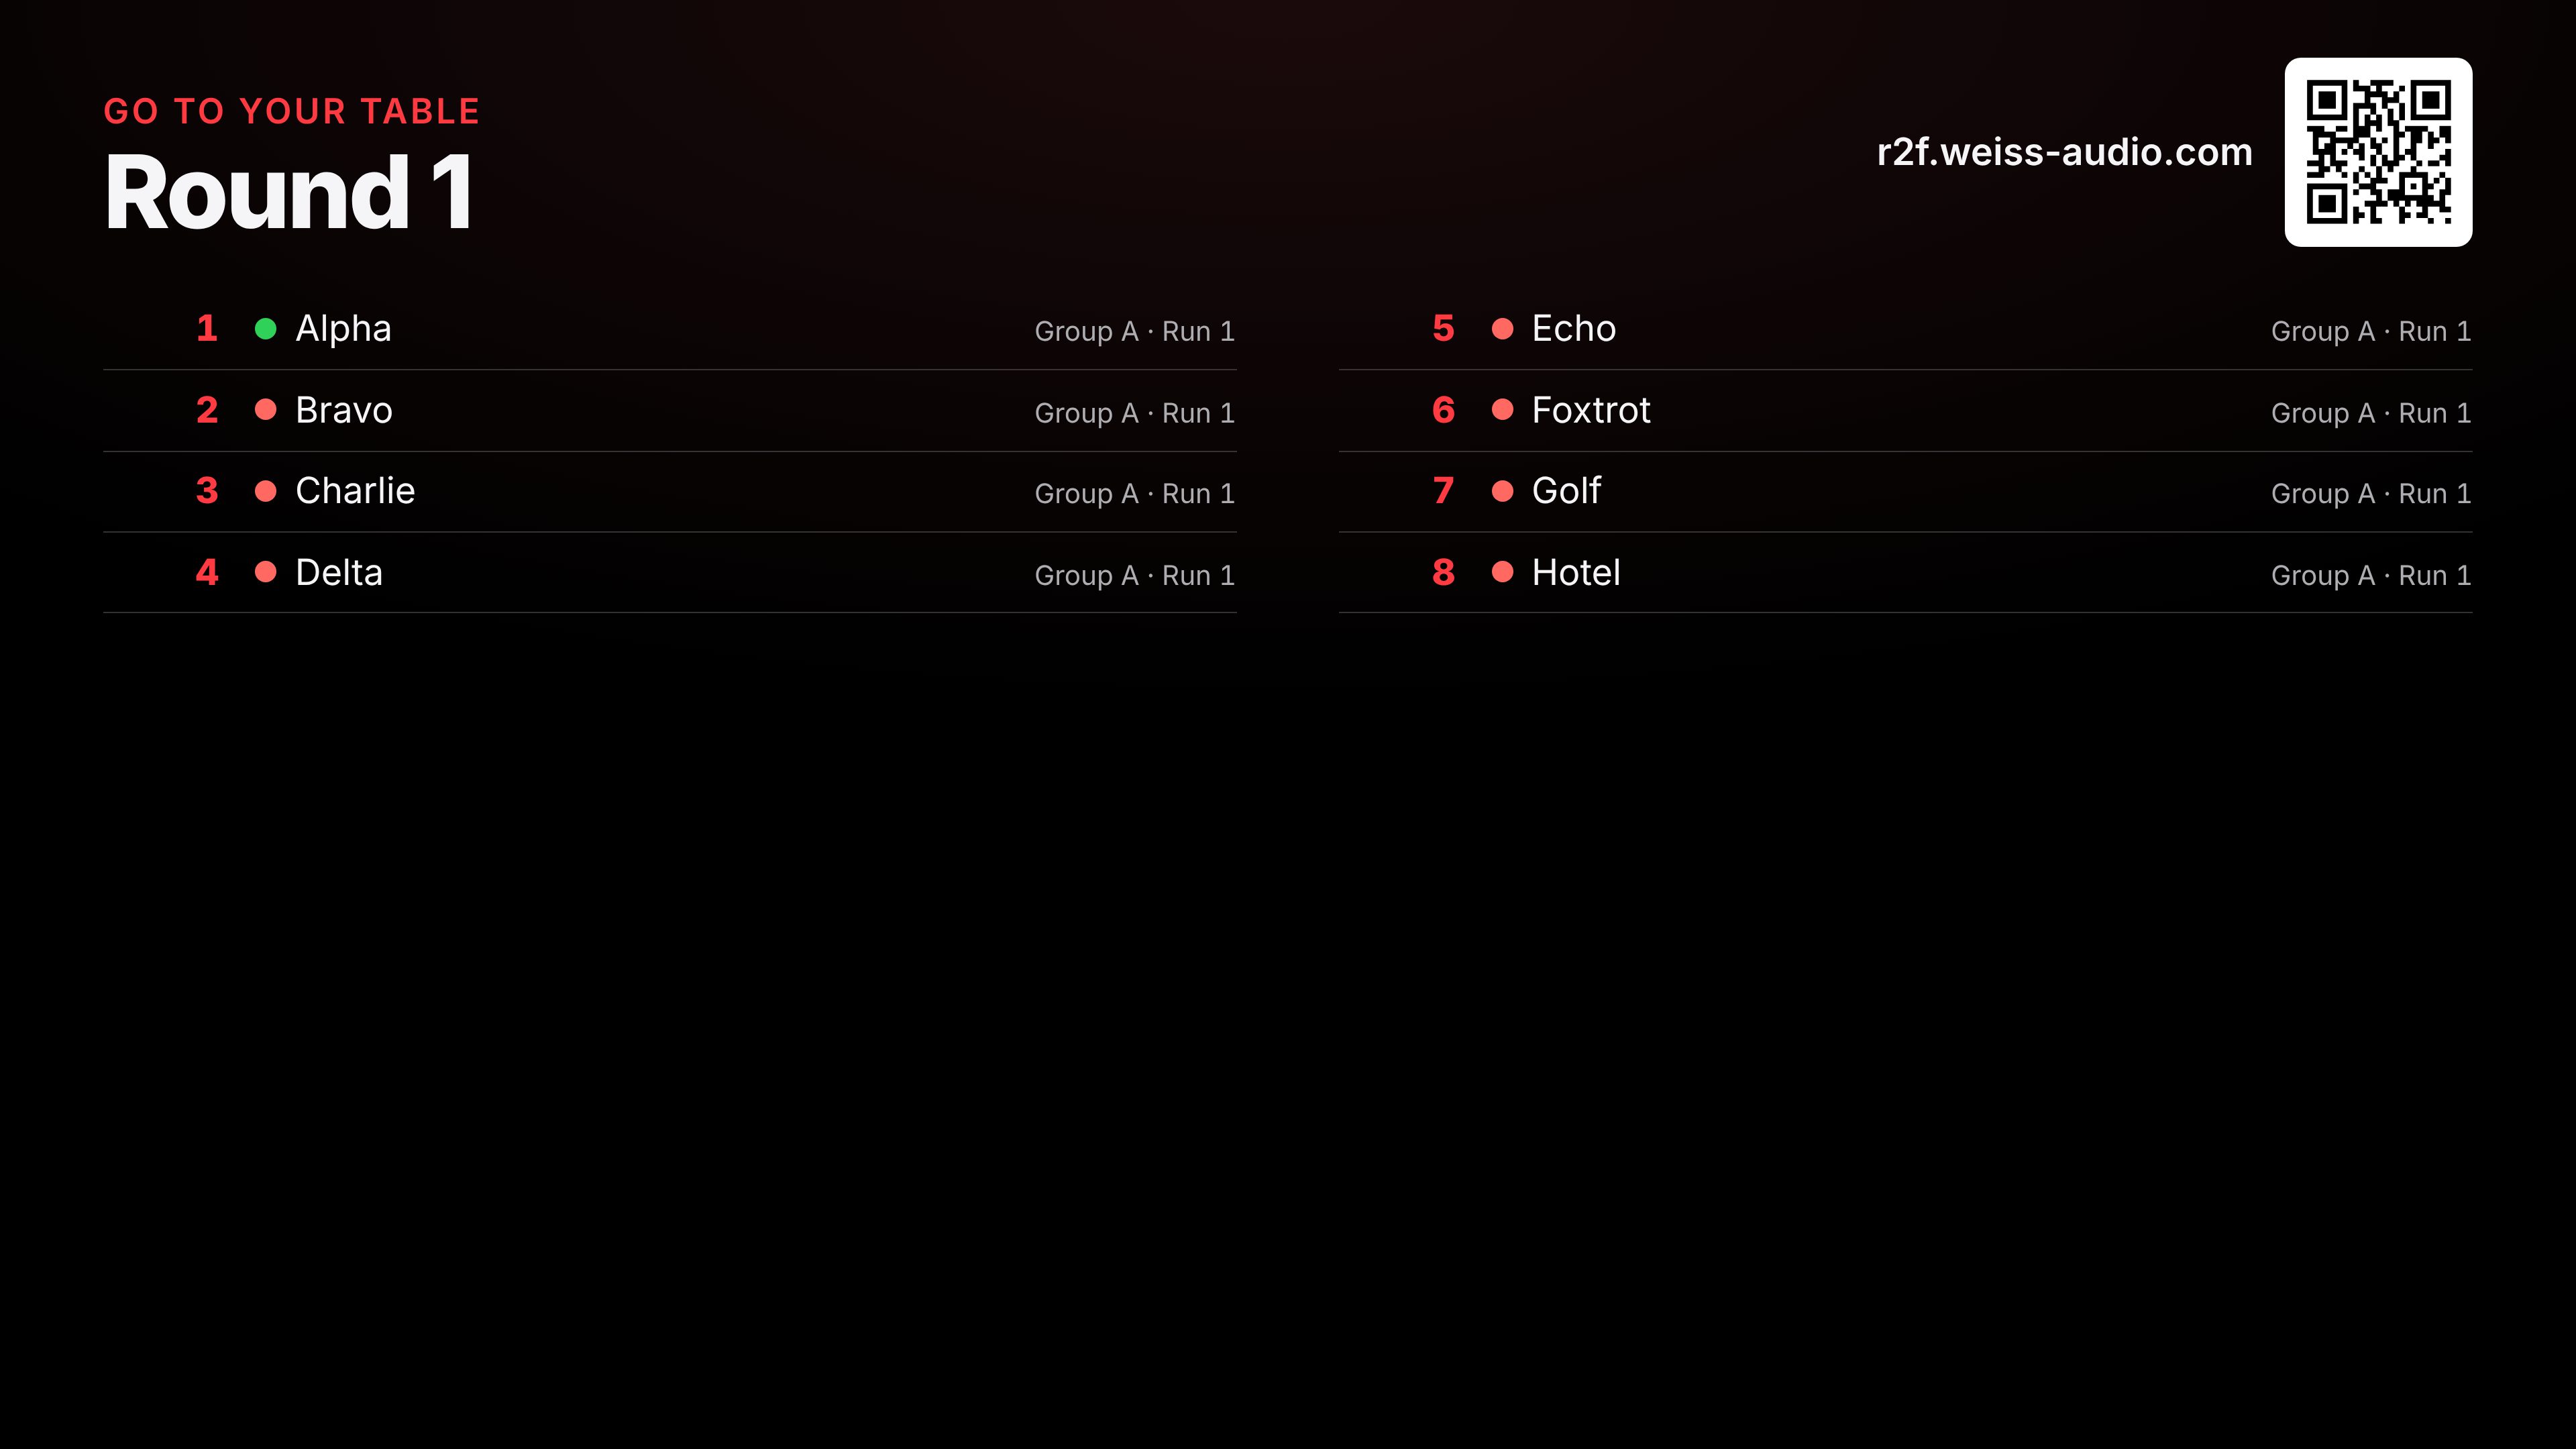 GO TO YOUR TABLE
Round 1
r2f.weiss-audio.com
1 Alpha Group A · Run 1
2 Bravo Group A · Run 1
3 Charlie Group A · Run 1
4 Delta Group A · Run 1
5 Echo Group A · Run 1
6 Foxtrot Group A · Run 1
7 Golf Group A · Run 1
8 Hotel Group A · Run 1